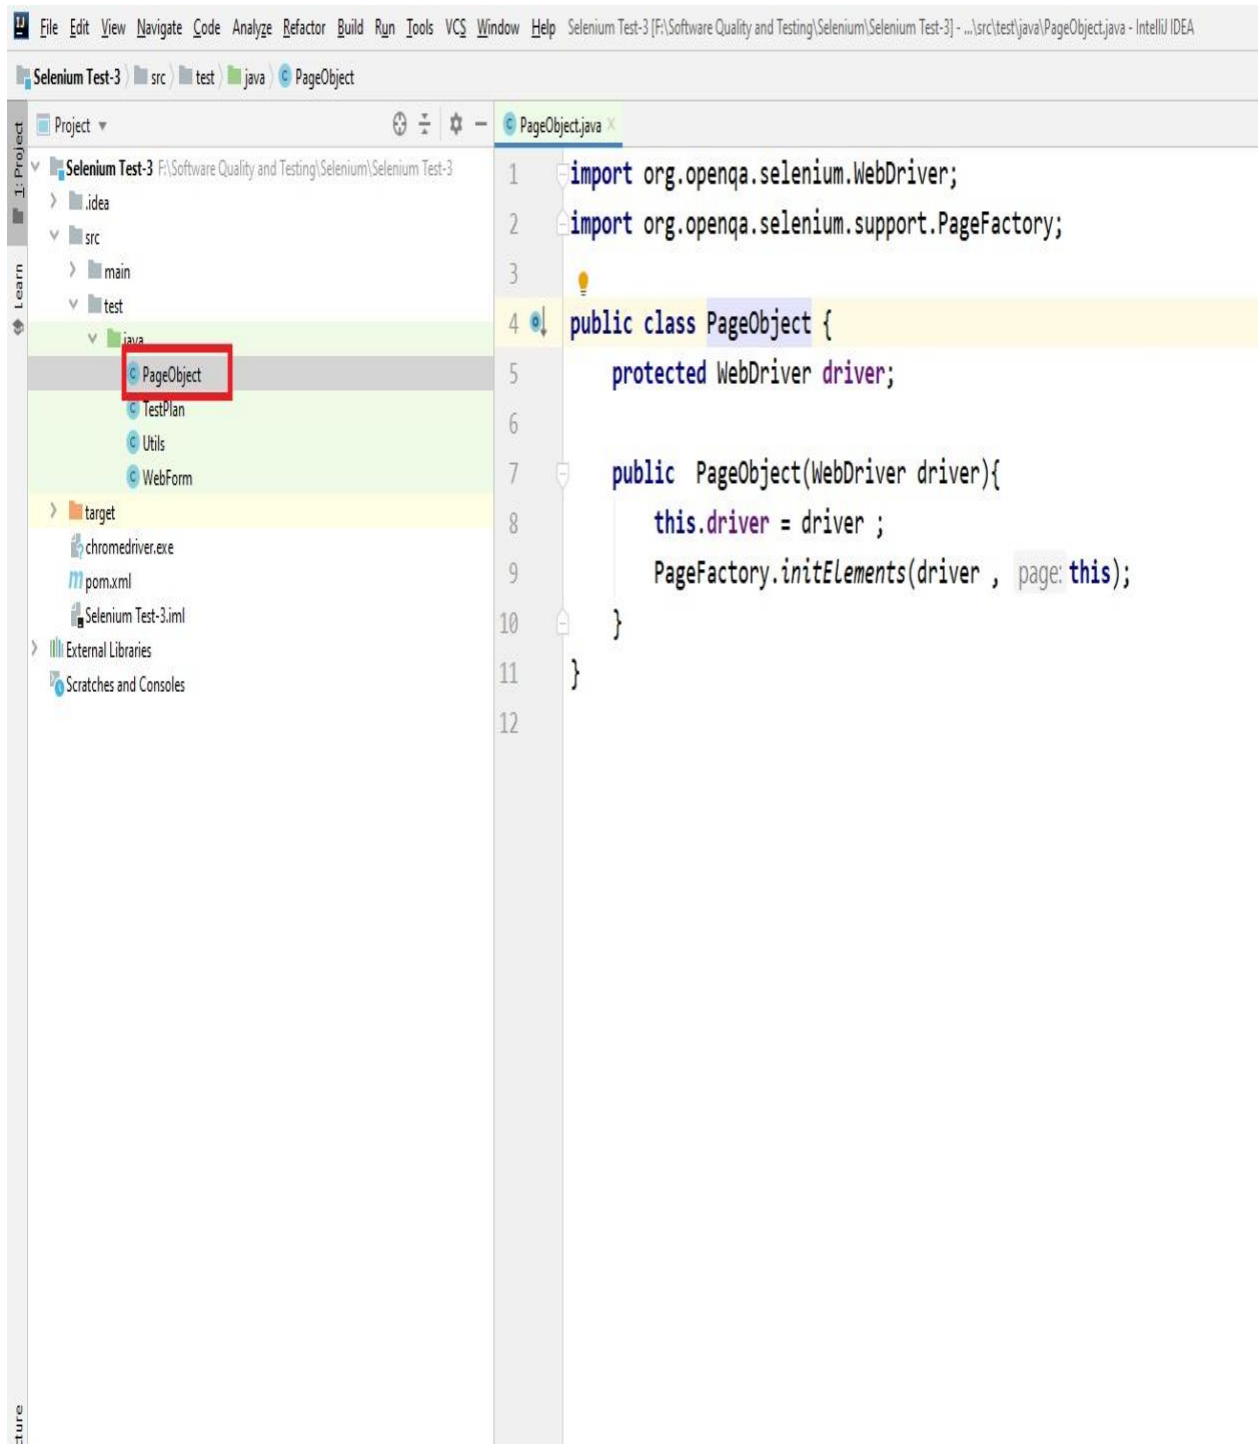 File Edit View Navigate Code Analyze Refactor Build Run Tools VCS Window Help Selenium Test-3 [F:\Software Quality and Testing\Selenium\Selenium Test-3] - ...\src\test\java\PageObject.java - IntelliJ IDEA
Selenium Test-3 src test java PageObject
1: Project
Learn
Project
Selenium Test-3 F:\Software Quality and Testing\Selenium\Selenium Test-3
.idea
src
main
test
java
PageObject
TestPlan
Utils
WebForm
target
chromedriver.exe
pom.xml
Selenium Test-3.iml
External Libraries
Scratches and Consoles
PageObject.java
1 import org.openqa.selenium.WebDriver;
2 import org.openqa.selenium.support.PageFactory;
3
4 public class PageObject {
5 protected WebDriver driver;
6
7 public PageObject(WebDriver driver){
8 this.driver = driver ;
9 PageFactory.initElements(driver , page: this);
10 }
11 }
12